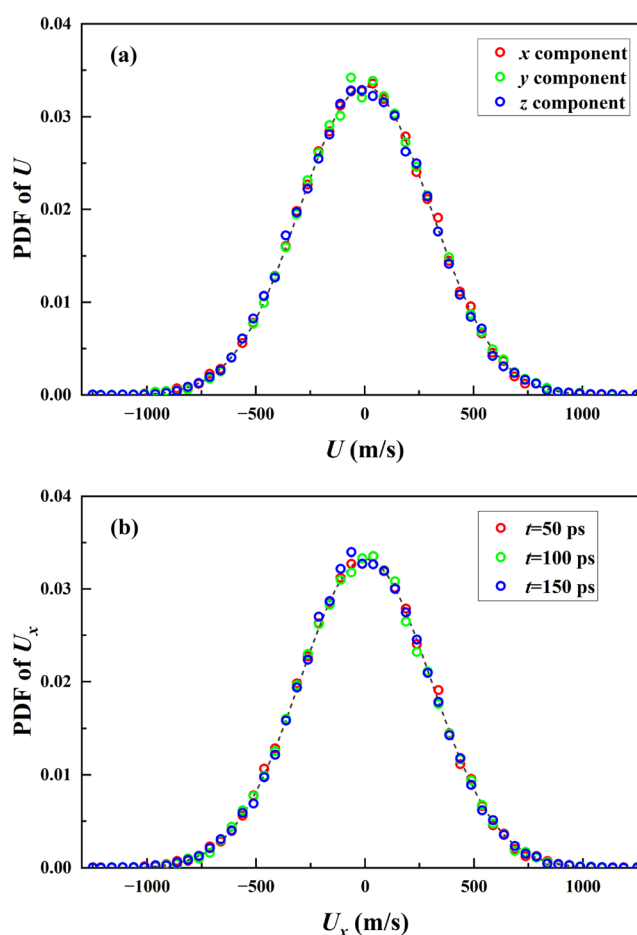 (a)
x component
y component
z component
PDF of U
0.04
0.03
0.02
0.01
0.00
−1000 −500 0 500 1000
U (m/s)
(b)
t=50 ps
t=100 ps
t=150 ps
PDF of Ux
0.04
0.03
0.02
0.01
0.00
−1000 −500 0 500 1000
Ux (m/s)